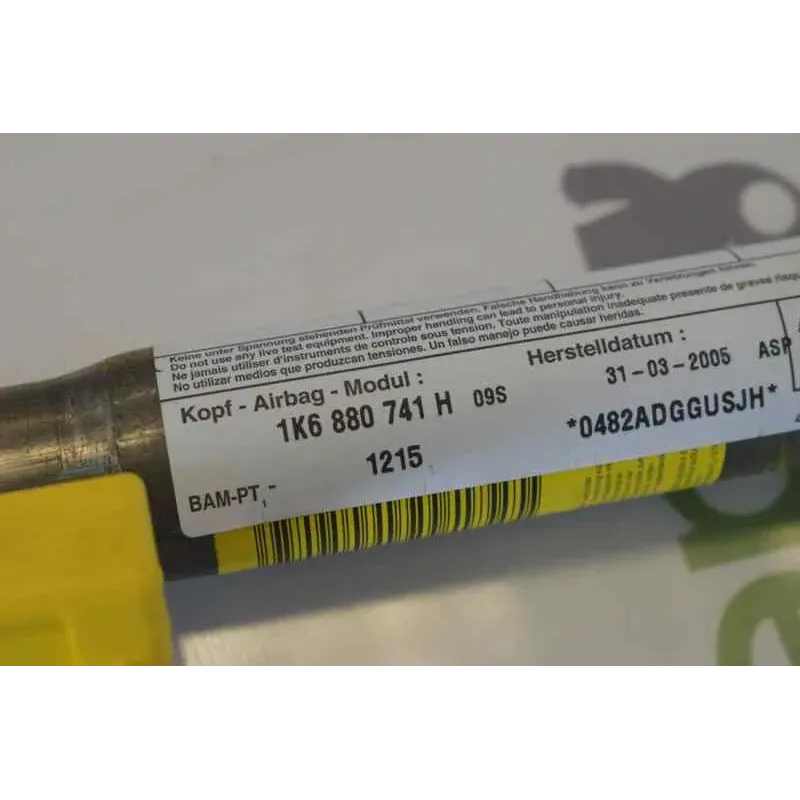 Keine unter Spannung stehenden Prüfmittel verwenden. Falsche Handhabung kann zu Verletzungen führen.
Do not use any live test equipment. Improper handling can lead to personal injury.
Ne jamais utiliser d'instruments de controle sous tension. Toute manipulation inadequate presente de graves risqu
No utilizar medios que produzcan tensiones. Un falso manejo puede causar heridas.
Kopf - Airbag - Modul :
Herstelldatum :
1K6 880 741 H 09S
31-03-2005 ASP
1215
*0482ADGGUSJH*
BAM-PT,-